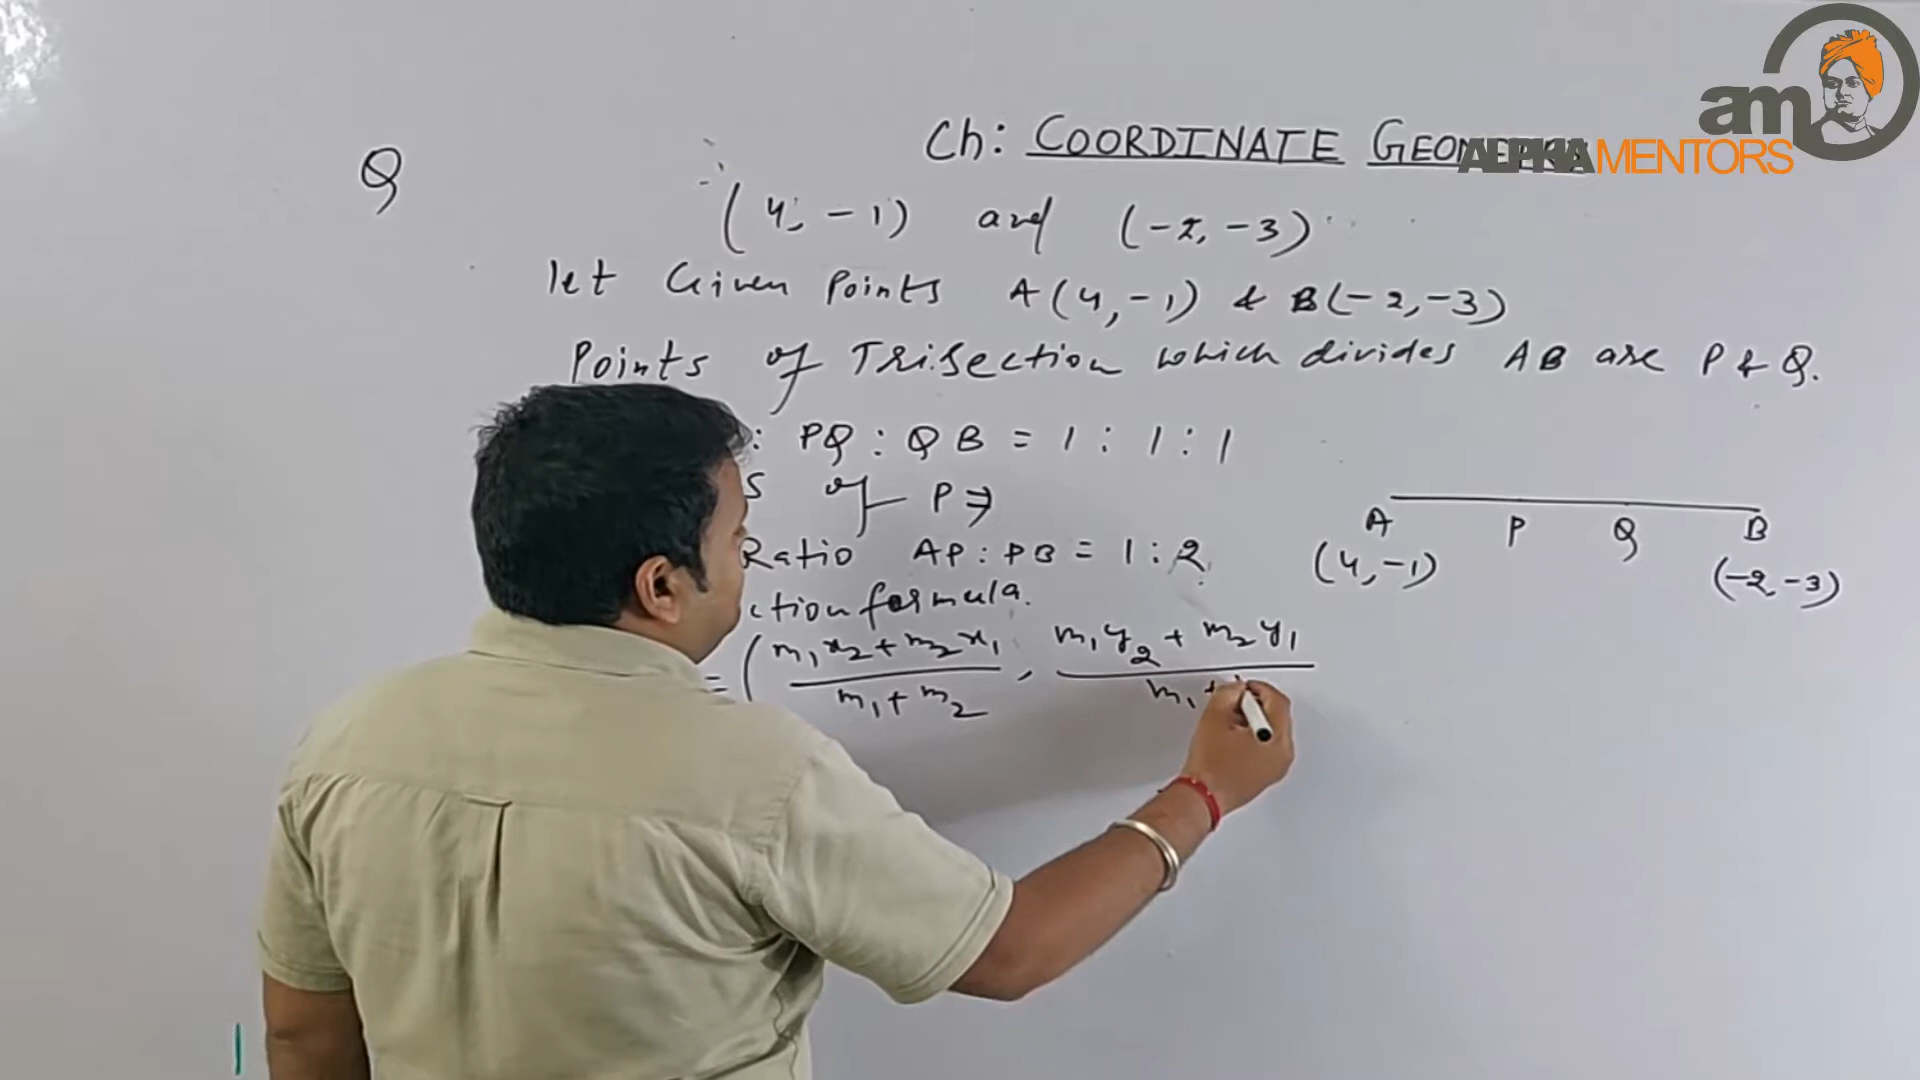 am
ALPHA MENTORS
Ch: COORDINATE GEOMETRY
Q
(4, -1) and (-2, -3)
let Given Points A(4, -1) & B(-2, -3)
Points of Trisection which divides AB are P & Q.
: PQ : QB = 1 : 1 : 1
of P ⇒
Ratio AP : PB = 1 : 2
ction formula.
= ( m₁x₂ + m₂x₁ / m₁ + m₂ , m₁y₂ + m₂y₁ / m₁ +
A P Q B
(4, -1) (-2, -3)